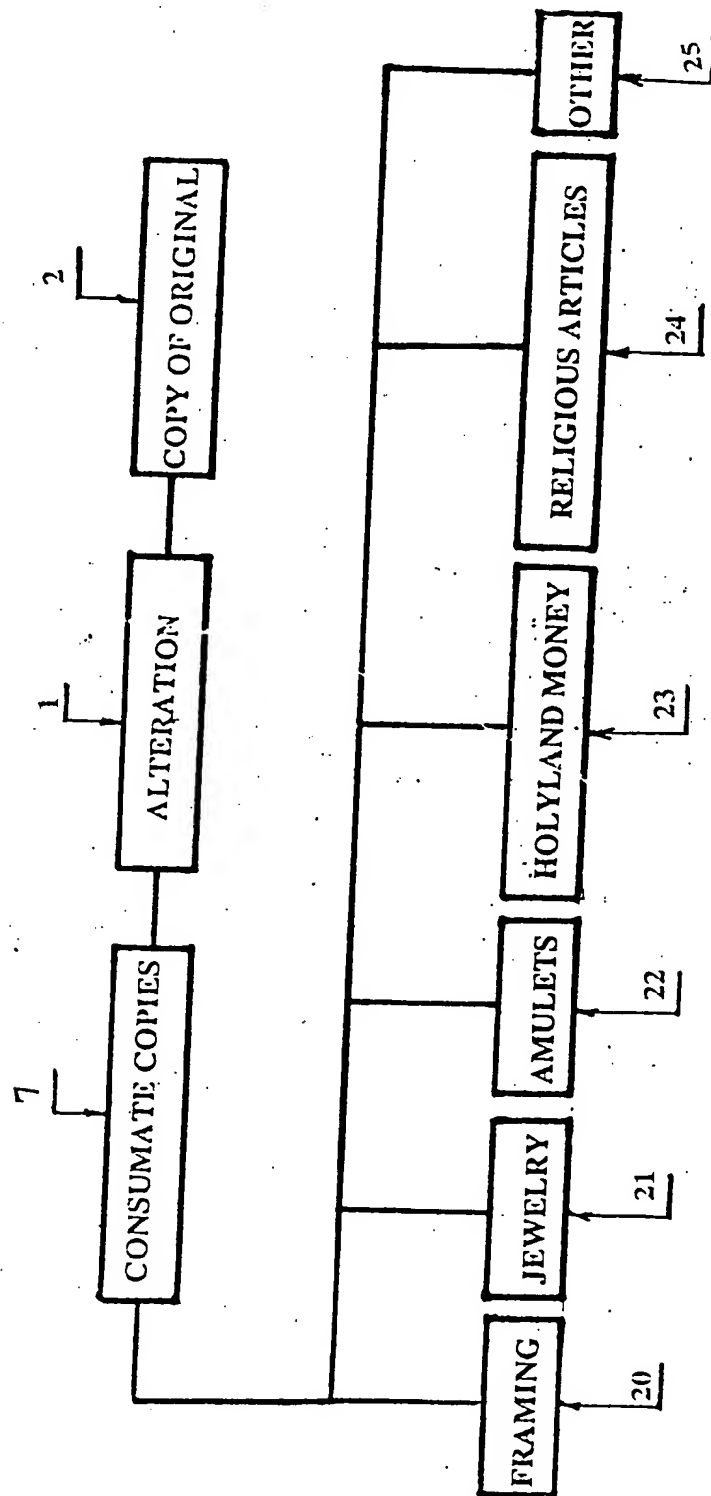 7
CONSUMATE COPIES
1
ALTERATION
2
COPY OF ORIGINAL
FRAMING
20
JEWELRY
21
AMULETS
22
HOLYLAND MONEY
23
RELIGIOUS ARTICLES
24
OTHER
25